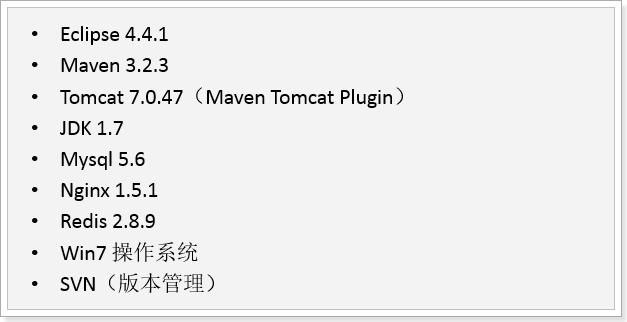 • Eclipse 4.4.1
• Maven 3.2.3
• Tomcat 7.0.47（Maven Tomcat Plugin）
• JDK 1.7
• Mysql 5.6
• Nginx 1.5.1
• Redis 2.8.9
• Win7 操作系统
• SVN（版本管理）